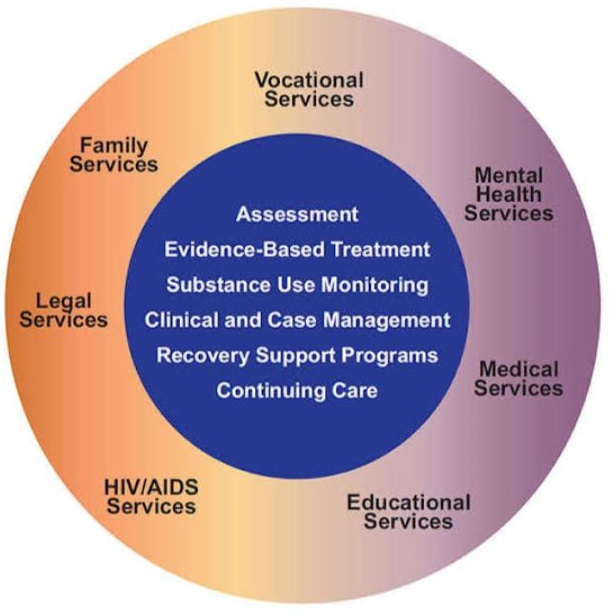 Vocational
Services
Family
Services
Mental
Health
Services
Assessment
Evidence-Based Treatment
Substance Use Monitoring
Clinical and Case Management
Recovery Support Programs
Continuing Care
Legal
Services
Medical
Services
HIV/AIDS
Services
Educational
Services